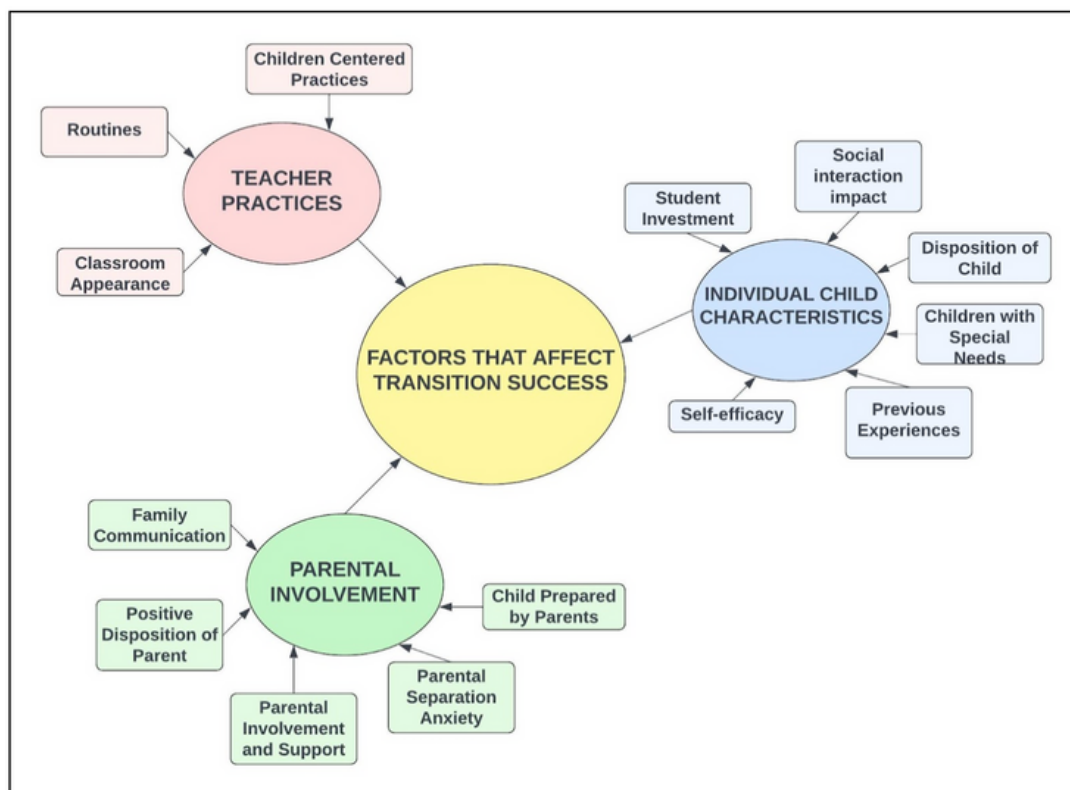 Children Centered
Practices
Routines
TEACHER
PRACTICES
Classroom
Appearance
Social
interaction
impact
Student
Investment
Disposition of
Child
INDIVIDUAL CHILD
CHARACTERISTICS
Children with
Special
Needs
Self-efficacy
Previous
Experiences
FACTORS THAT AFFECT
TRANSITION SUCCESS
Family
Communication
PARENTAL
INVOLVEMENT
Child Prepared
by Parents
Positive
Disposition of
Parent
Parental
Separation
Anxiety
Parental
Involvement
and Support